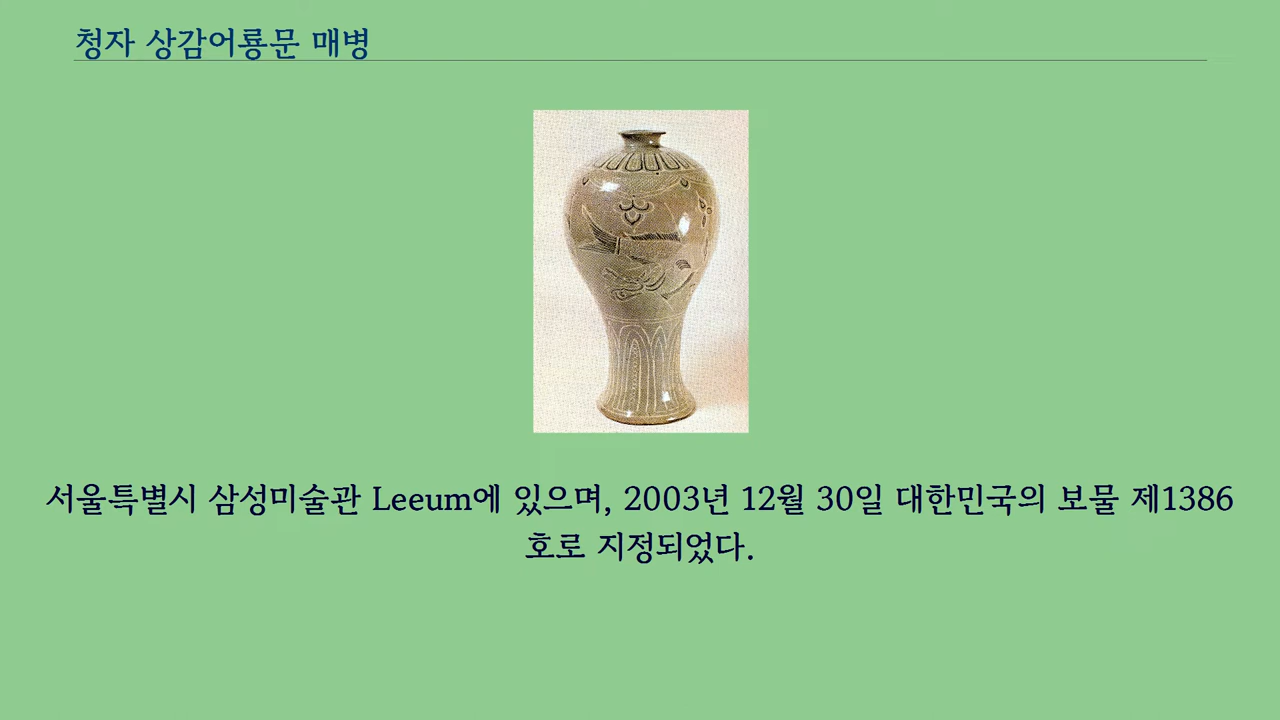 청자 상감어룡문 매병
서울특별시 삼성미술관 Leeum에 있으며, 2003년 12월 30일 대한민국의 보물 제1386
호로 지정되었다.